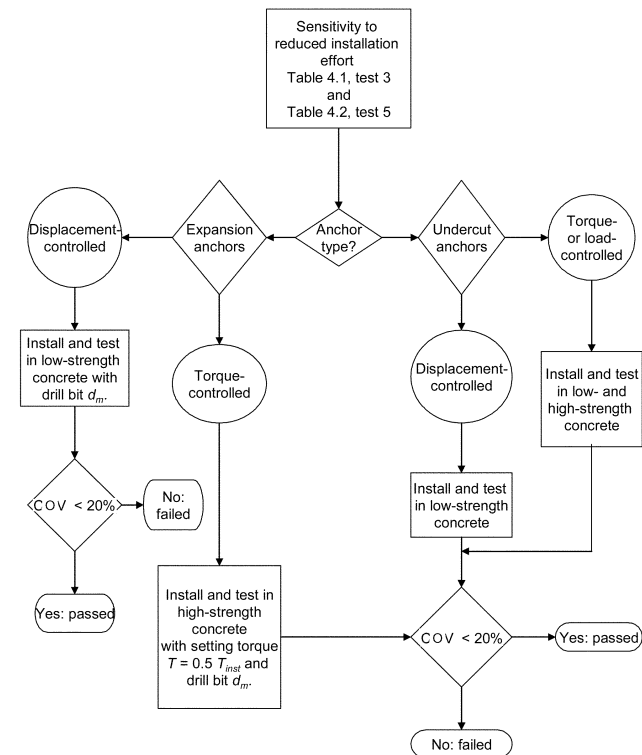 Sensitivity to
reduced installation
effort
Table 4.1, test 3
and
Table 4.2, test 5
Displacement-
controlled
Expansion
anchors
Anchor
type?
Undercut
anchors
Torque-
or load-
controlled
Install and test
in low-strength
concrete with
drill bit dm.
Torque-
controlled
Displacement-
controlled
Install and test
in low- and
high-strength
concrete
COV < 20%
No:
failed
Install and test
in low-strength
concrete
Yes: passed
Install and test in
high-strength
concrete
with setting torque
T = 0.5 Tinst and
drill bit dm.
COV < 20%
Yes: passed
No: failed